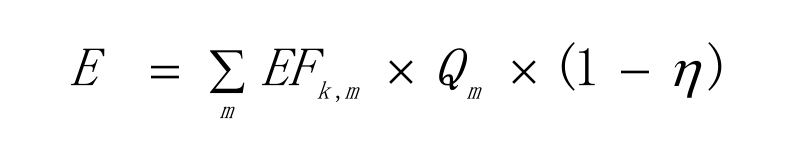 E = ∑_m EF_{k,m} × Q_m × (1 − η)